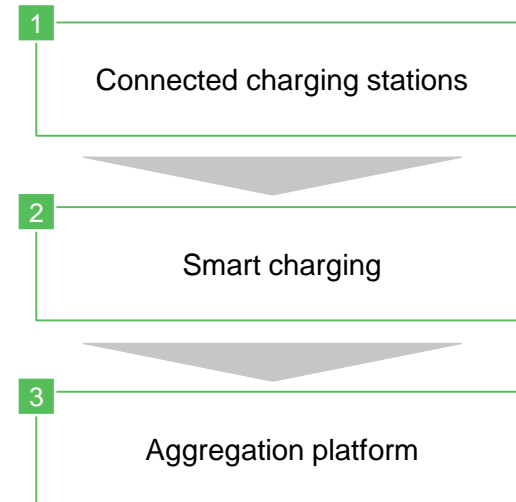 1
Connected charging stations
2
Smart charging
3
Aggregation platform